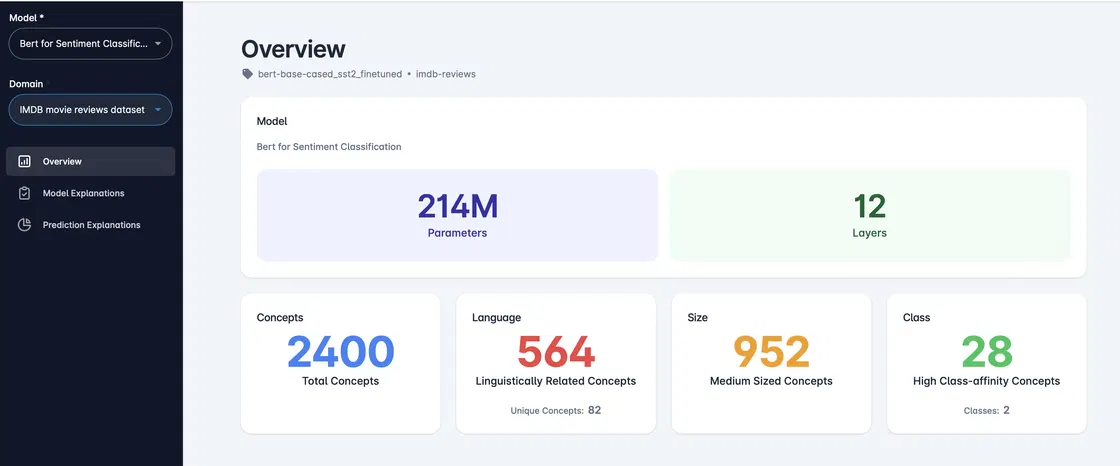 Model *
Bert for Sentiment Classific...
Domain
IMDB movie reviews dataset
Overview
Model Explanations
Prediction Explanations
Overview
bert-base-cased_sst2_finetuned • imdb-reviews
Model
Bert for Sentiment Classification
214M
Parameters
12
Layers
Concepts
2400
Total Concepts
Language
564
Linguistically Related Concepts
Unique Concepts: 82
Size
952
Medium Sized Concepts
Class
28
High Class-affinity Concepts
Classes: 2